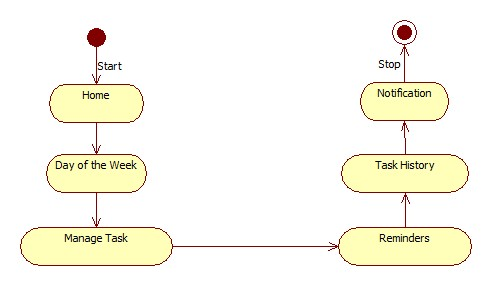 Start
Home
Day of the Week
Manage Task
Reminders
Task History
Notification
Stop